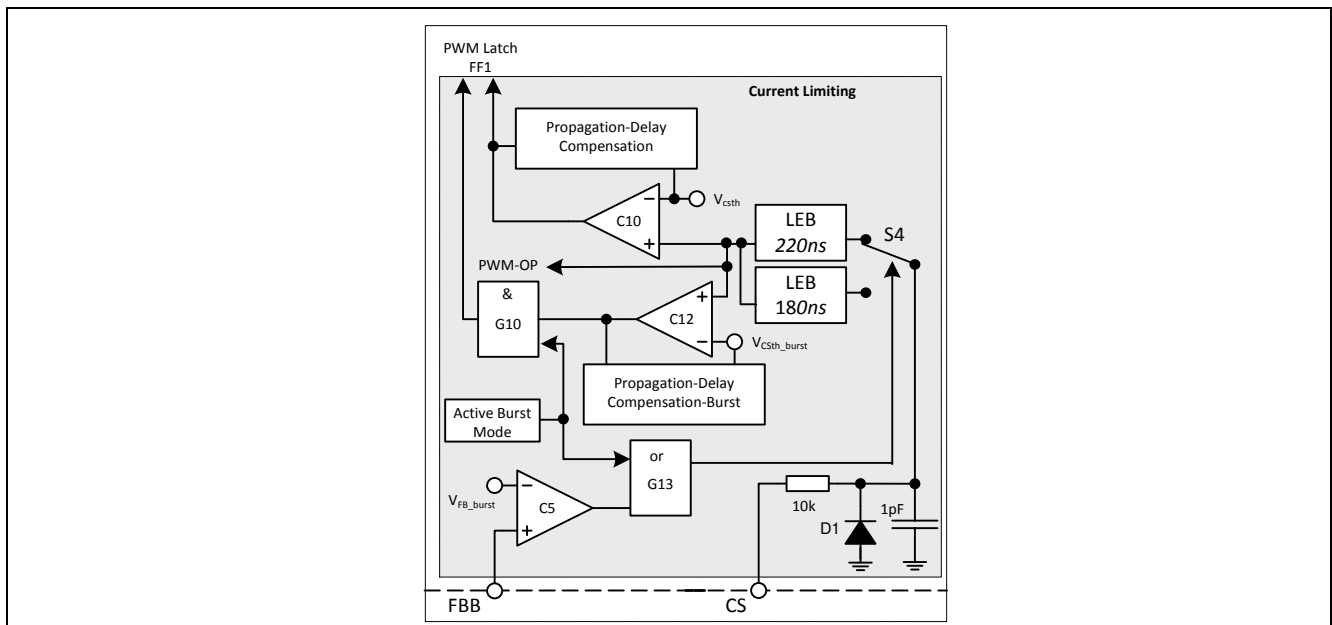 PWM Latch
FF1
Current Limiting
Propagation-Delay
Compensation
Vcsth
C10
−
+
LEB
220ns
S4
PWM-OP
LEB
180ns
&
G10
C12
+
−
VCSth_burst
Propagation-Delay
Compensation-Burst
Active Burst
Mode
or
G13
VFB_burst
−
C5
+
10k
1pF
D1
FBB
CS